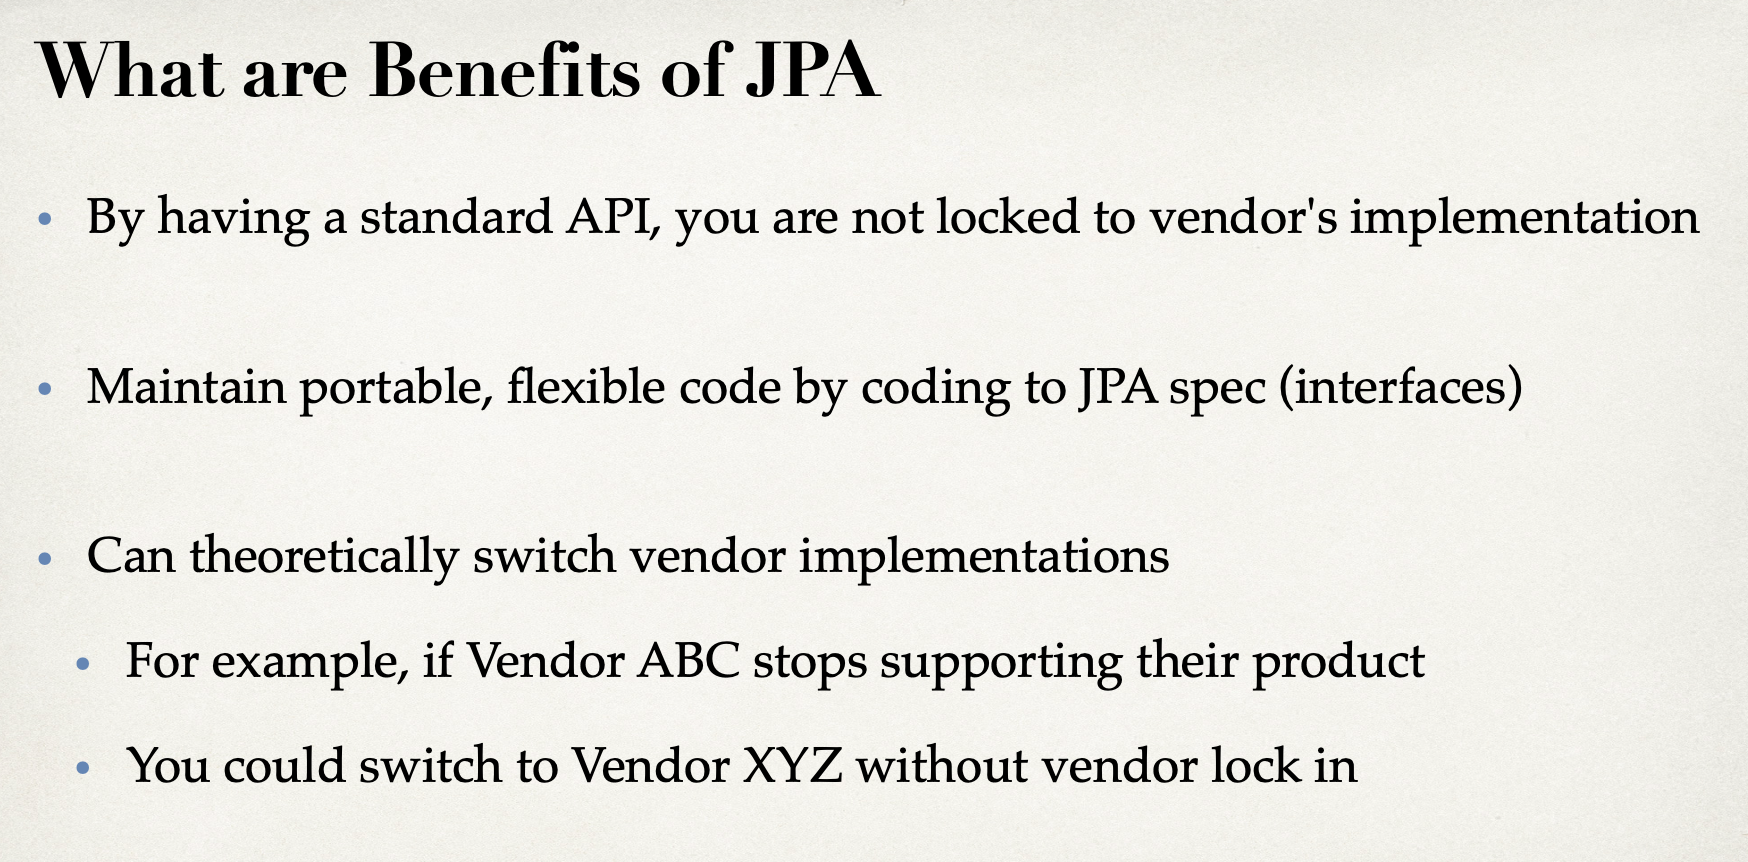 What are Benefits of JPA
• By having a standard API, you are not locked to vendor's implementation
• Maintain portable, flexible code by coding to JPA spec (interfaces)
• Can theoretically switch vendor implementations
• For example, if Vendor ABC stops supporting their product
• You could switch to Vendor XYZ without vendor lock in